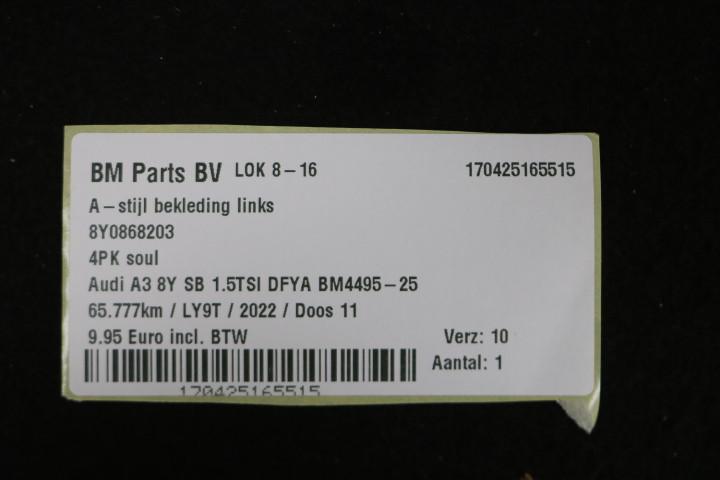 BM Parts BV LOK 8-16 170425165515
A-stijl bekleding links
8Y0868203
4PK soul
Audi A3 8Y SB 1.5TSI DFYA BM4495-25
65.777km / LY9T / 2022 / Doos 11
9.95 Euro incl. BTW Verz: 10
Aantal: 1
170425165515